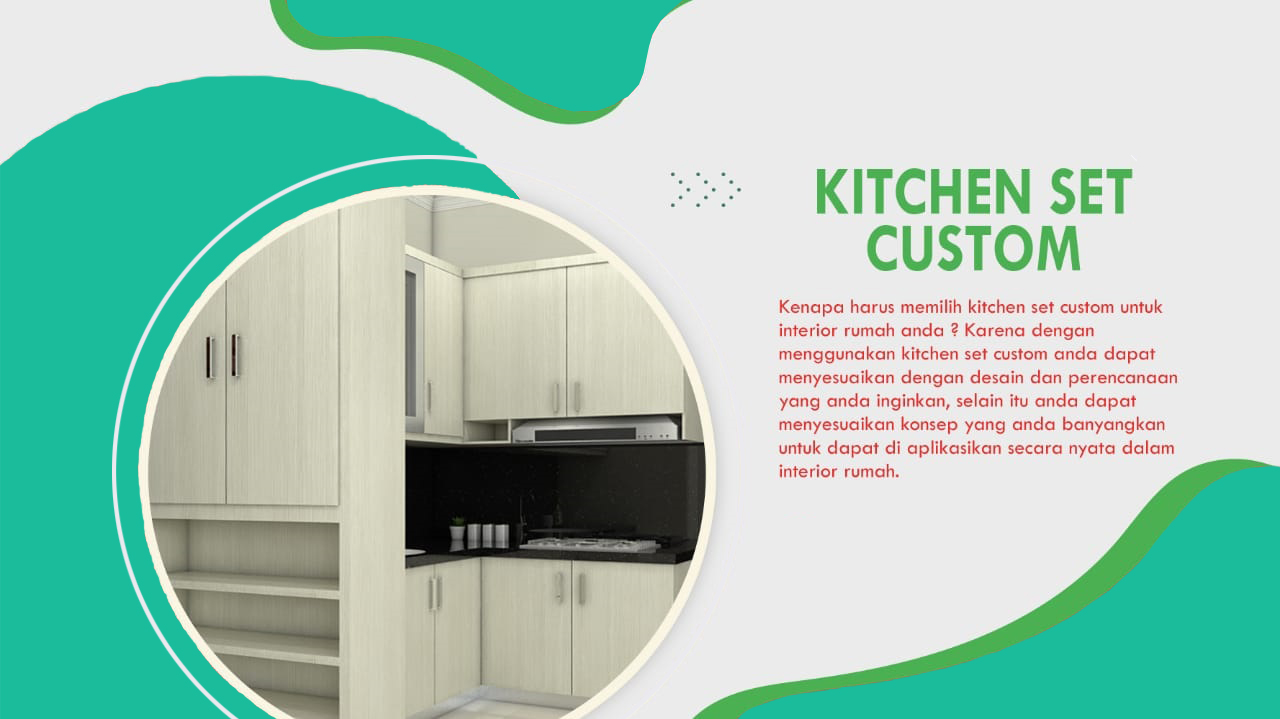 KITCHEN SET
CUSTOM
Kenapa harus memilih kitchen set custom untuk
interior rumah anda ? Karena dengan
menggunakan kitchen set custom anda dapat
menyesuaikan dengan desain dan perencanaan
yang anda inginkan, selain itu anda dapat
menyesuaikan konsep yang anda banyangkan
untuk dapat di aplikasikan secara nyata dalam
interior rumah.